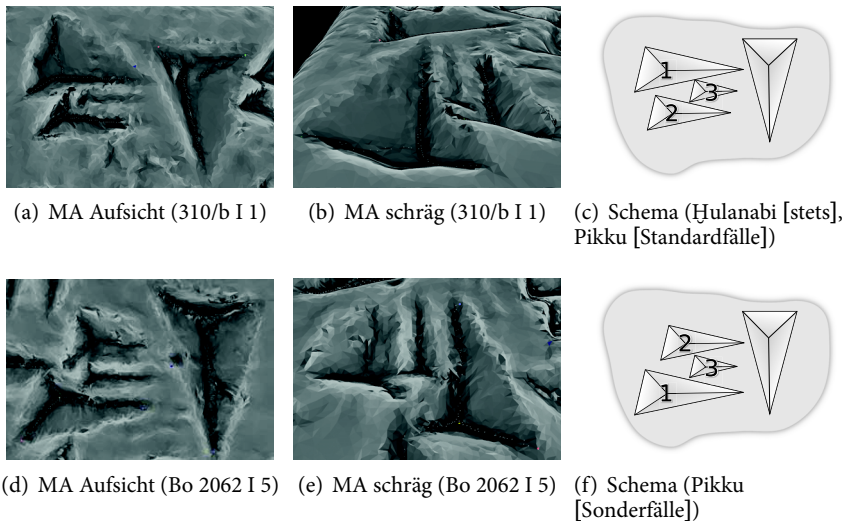 1
3
2
(a) MA Aufsicht (310/b I 1)
(b) MA schräg (310/b I 1)
(c) Schema (Ḫulanabi [stets],
Pikku [Standardfälle])
2
3
1
(d) MA Aufsicht (Bo 2062 I 5)
(e) MA schräg (Bo 2062 I 5)
(f) Schema (Pikku
[Sonderfälle])